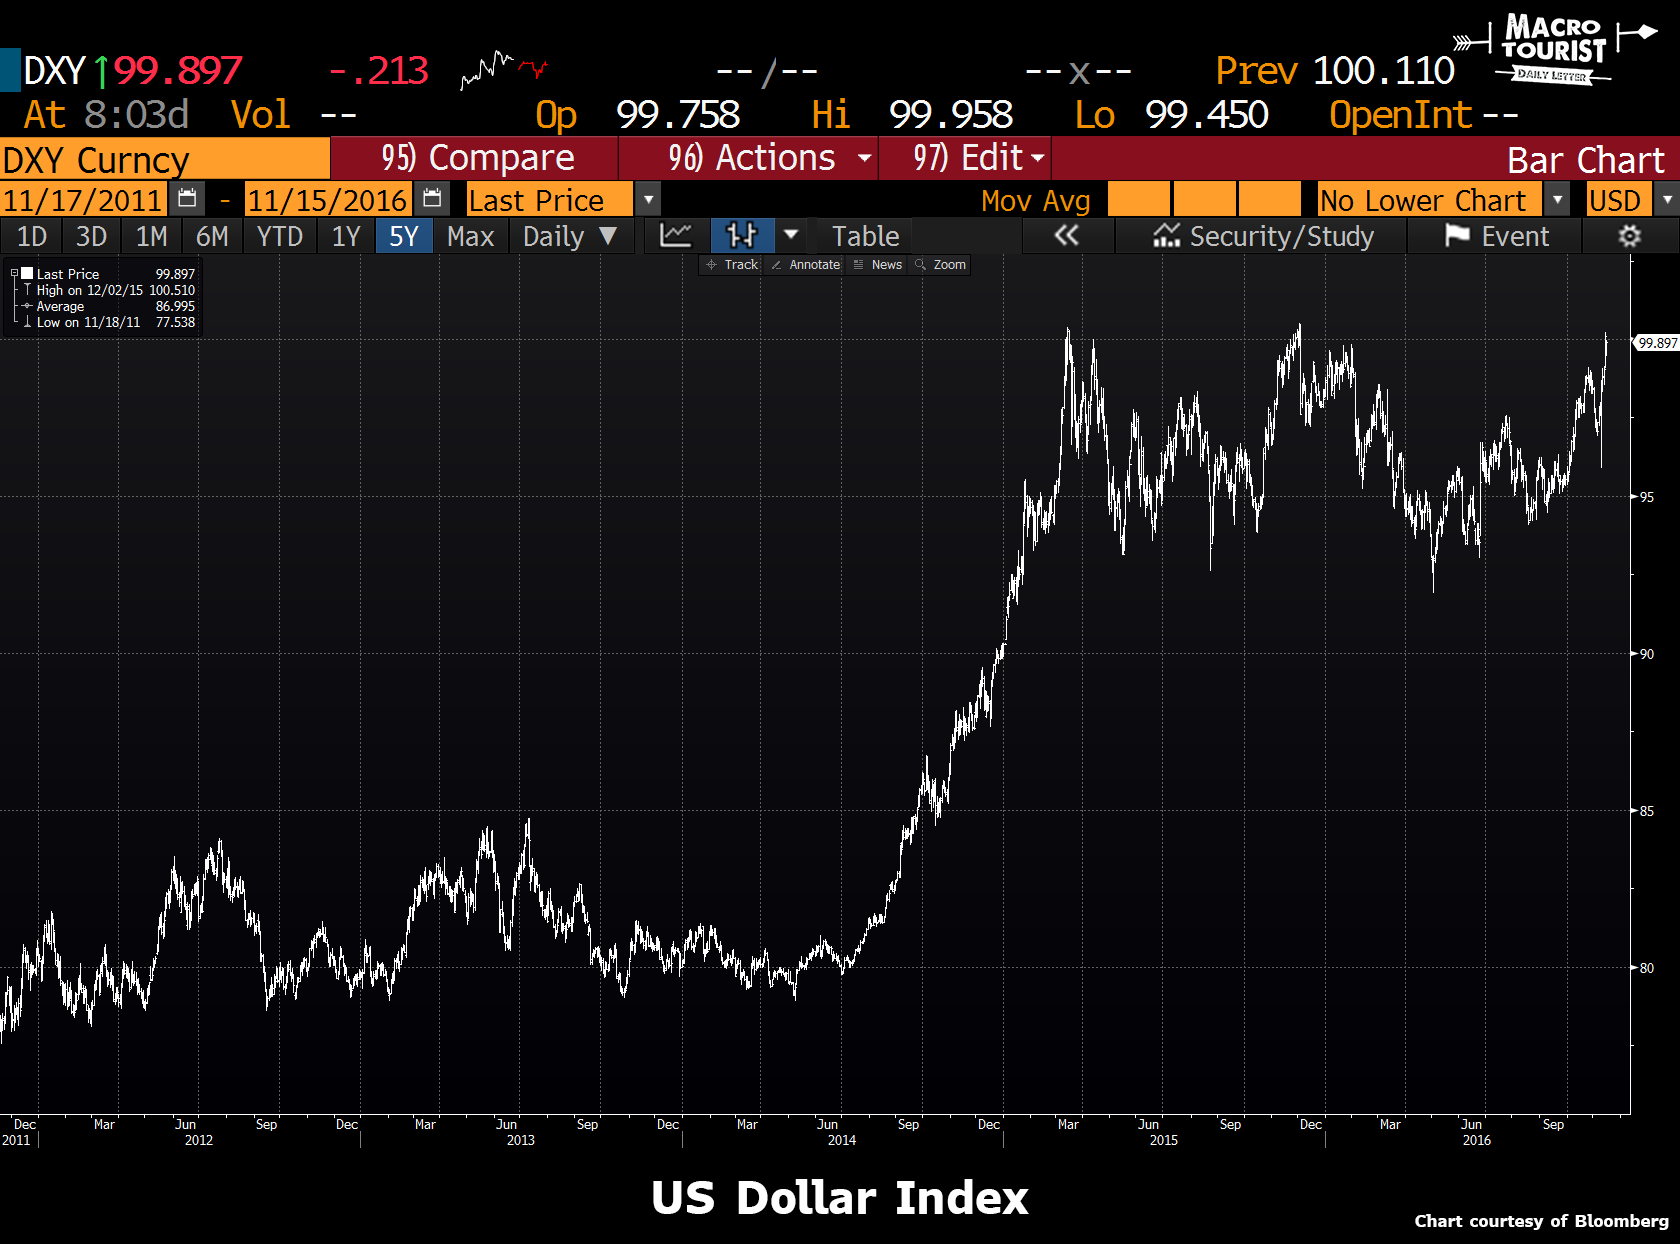 MACRO
TOURIST
DAILY LETTER
DXY ↑99.897 -.213 --/-- --x-- Prev 100.110
At 8:03d Vol -- Op 99.758 Hi 99.958 Lo 99.450 OpenInt --
DXY Curncy 95) Compare 96) Actions 97) Edit Bar Chart
11/17/2011 - 11/15/2016 Last Price Mov Avg No Lower Chart USD
1D 3D 1M 6M YTD 1Y 5Y Max Daily ▼ Table « Security/Study Event
Track Annotate News Zoom
Last Price 99.897
High on 12/02/15 100.510
Average 86.995
Low on 11/18/11 77.538
99.897
95
90
85
80
Dec Mar Jun Sep Dec Mar Jun Sep Dec Mar Jun Sep Dec Mar Jun Sep Dec Mar Jun Sep
2011 2012 2013 2014 2015 2016
US Dollar Index
Chart courtesy of Bloomberg